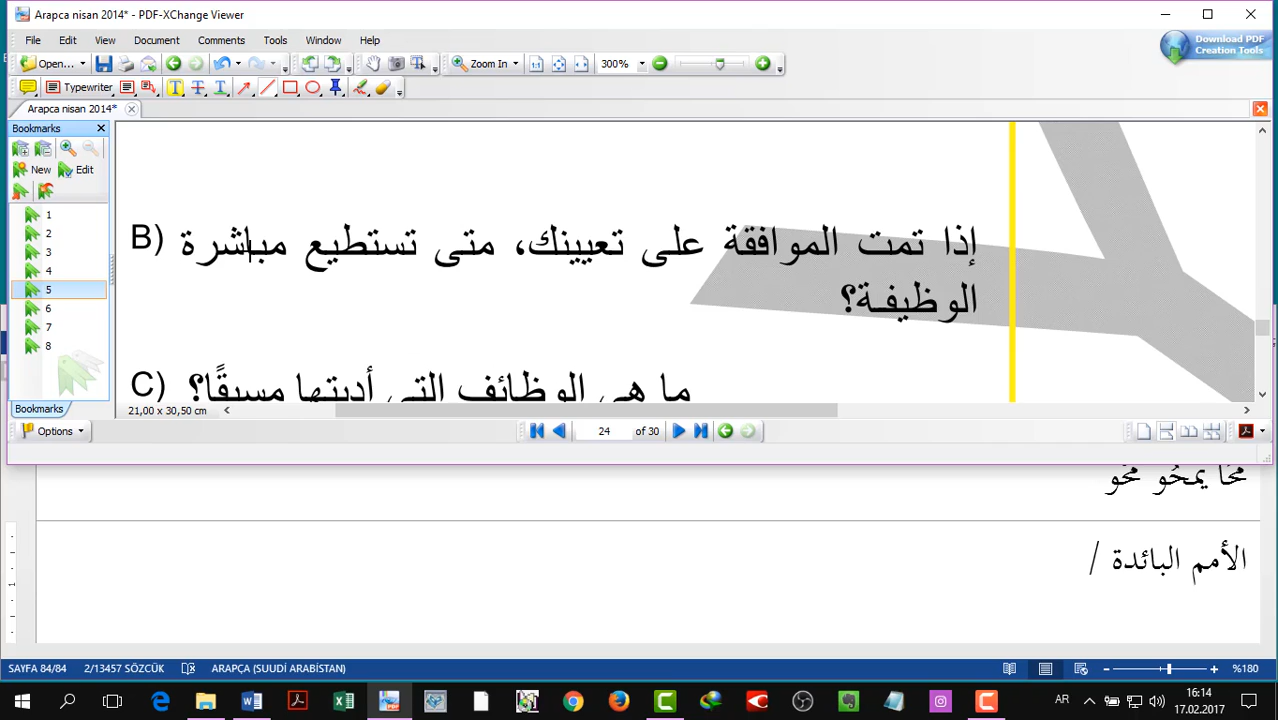 Arapca nisan 2014* - PDF-XChange Viewer
File Edit View Document Comments Tools Window Help
Download PDF
Creation Tools
Open... Zoom In 300%
Typewriter
Arapca nisan 2014*
Bookmarks
New Edit
1
2
3
4
5
6
7
8
Bookmarks
Options
B) إذا تمت الموافقة على تعيينك، متى تستطيع مباشرة
الوظيفـة؟
C) ما هي الوظائف التي أديتها مسبقًا؟
21,00 x 30,50 cm
24 of 30
محَا يمحُو محْو
الأمم البائدة /
SAYFA 84/84 2/13457 SÖZCÜK ARAPÇA (SUUDİ ARABİSTAN) %180
AR 16:14
17.02.2017